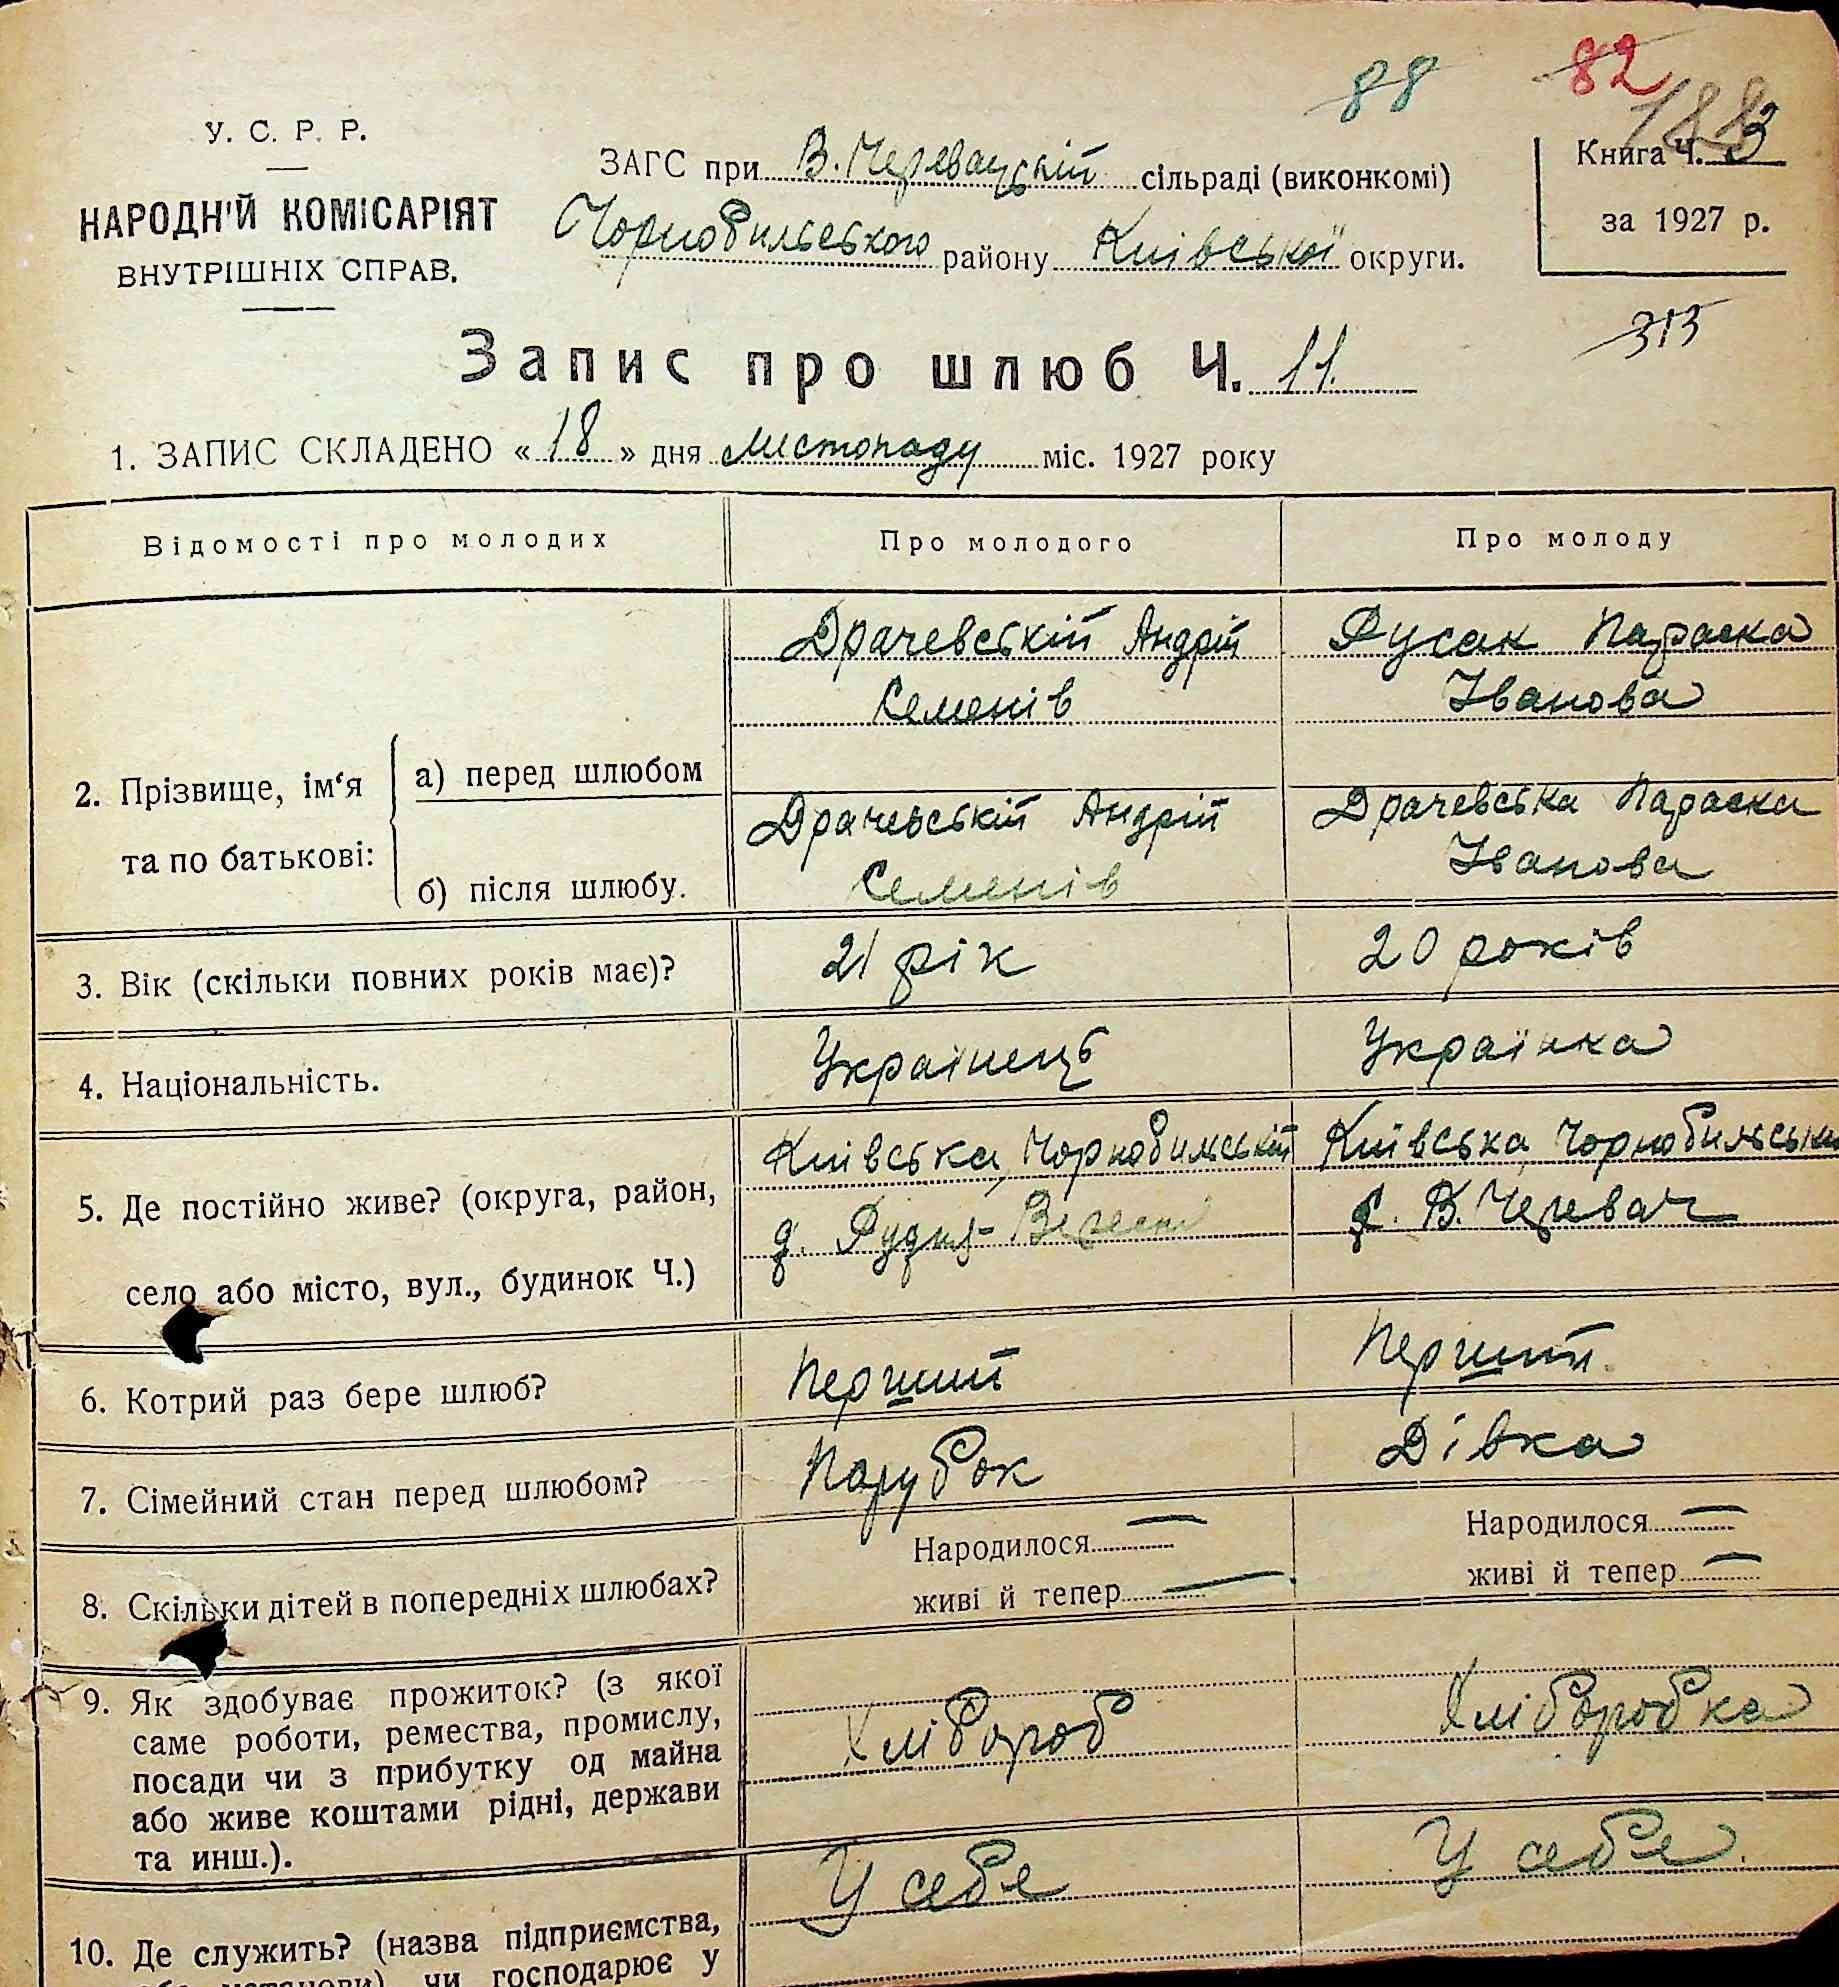 88 82
188
У. С. Р. Р.
НАРОДН'Й КОМІСАРІЯТ
ВНУТРІШНІХ СПРАВ.
ЗАГС при В. Черевацькій сільраді (виконкомі)
Чорнобильського району Київської округи.
Книга Ч. 3
за 1927 р.
313
Запис про шлюб Ч. 11.
1. ЗАПИС СКЛАДЕНО « 18 » дня листопаду міс. 1927 року
Відомості про молодих Про молодого Про молоду
2. Прізвище, ім'я та по батькові:
а) перед шлюбом
Драчевській Андрій Русак Параска
Семенів Іванова
б) після шлюбу.
Драчевській Андрій Драчевська Параска
Семенів Іванова
3. Вік (скільки повних років має)? 21 рік 20 років
4. Національність. Українець Українка
5. Де постійно живе? (округа, район,
село або місто, вул., будинок Ч.)
Київська, Чорнобильській Київська, Чорнобильськи
д. Рудня- с. В. Черевач
6. Котрий раз бере шлюб? Перший Перший
7. Сімейний стан перед шлюбом? Парубок Дівка
8. Скільки дітей в попередніх шлюбах?
Народилося — Народилося —
живі й тепер — живі й тепер —
9. Як здобуває прожиток? (з якої
саме роботи, ремества, промислу,
посади чи з прибутку од майна
або живе коштами рідні, держави
та инш.).
Хлібороб Хліборобка
10. Де служить? (назва підприємства,
чи господарює у
У себе У себе.